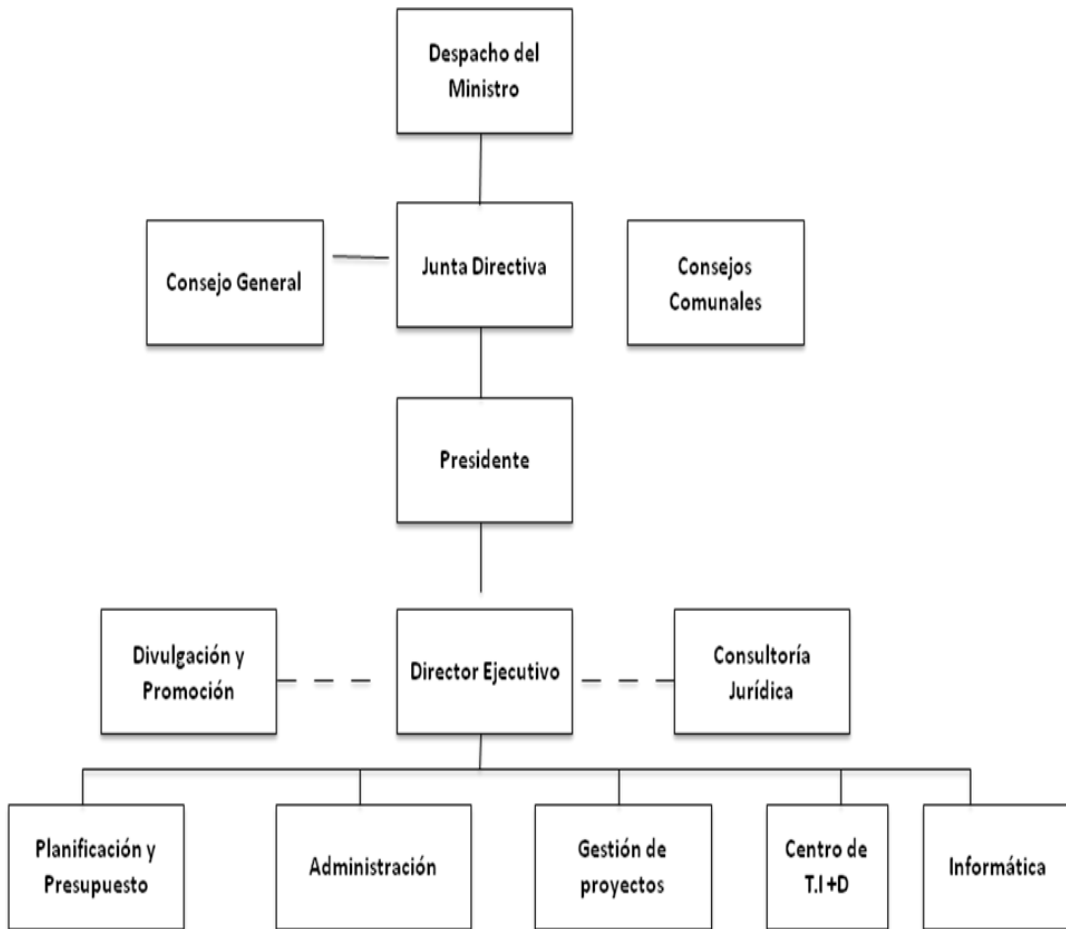 Despacho del
Ministro
Consejo General
Junta Directiva
Consejos
Comunales
Presidente
Divulgación y
Promoción
Director Ejecutivo
Consultoría
Jurídica
Planificación y
Presupuesto
Administración
Gestión de
proyectos
Centro de
T.I +D
Informática